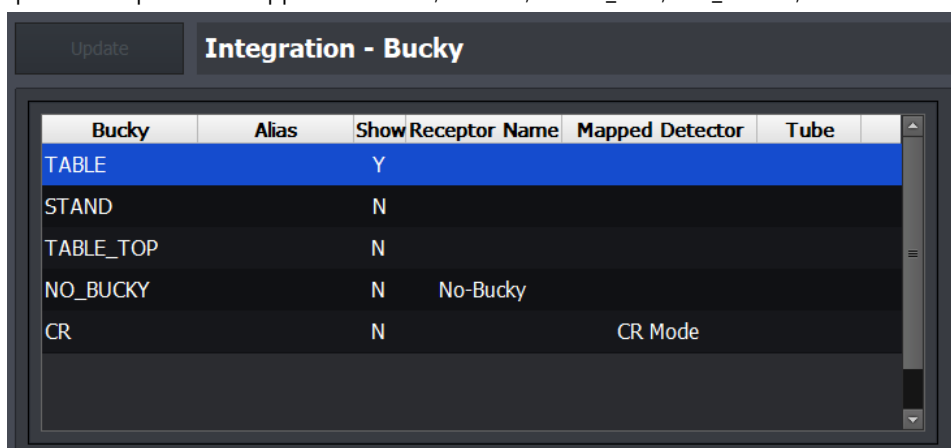 Update
Integration - Bucky
Bucky Alias Show Receptor Name Mapped Detector Tube
TABLE Y
STAND N
TABLE_TOP N
NO_BUCKY N No-Bucky
CR N CR Mode